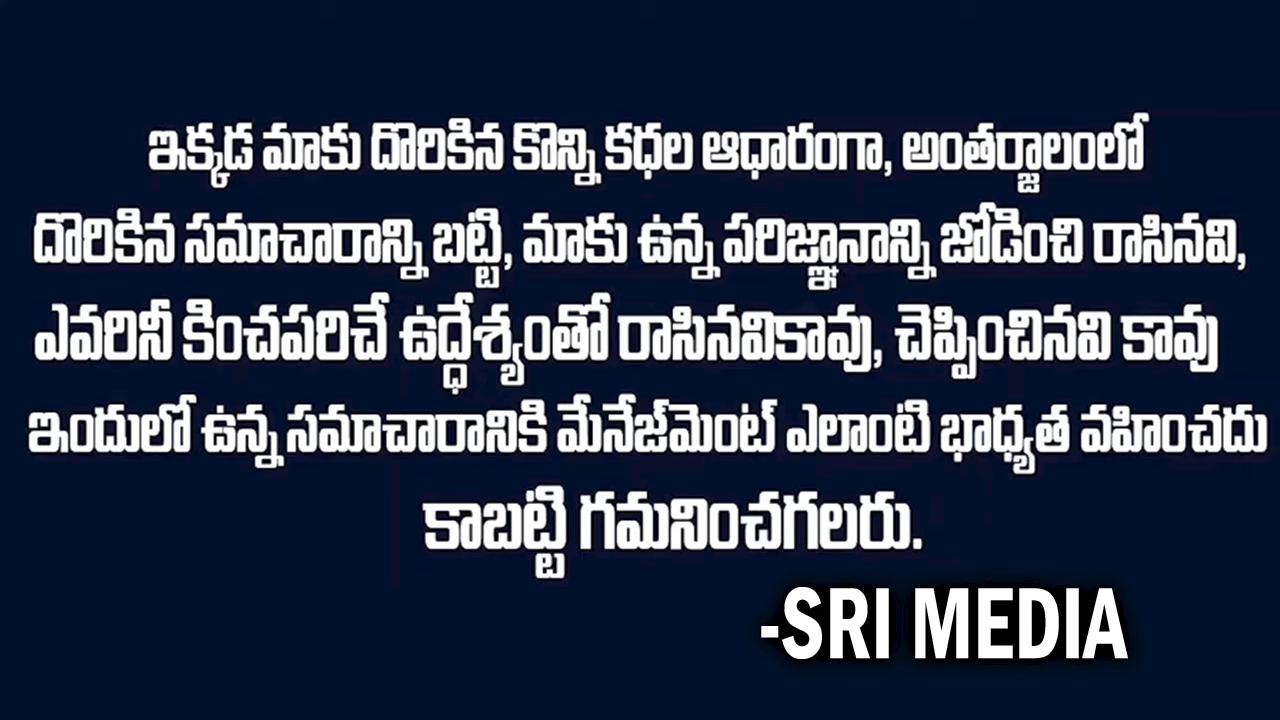 ఇక్కడ మాకు దొరికిన కొన్ని కధల ఆధారంగా, అంతర్జాలంలో
దొరికిన సమాచారాన్ని బట్టి, మాకు ఉన్న పరిజ్ఞానాన్ని జోడించి రాసినవి,
ఎవరినీ కించపరిచే ఉద్ధేశ్యంతో రాసినవికావు, చెప్పించినవి కావు
ఇందులో ఉన్న సమాచారానికి మేనేజ్‌మెంట్ ఎలాంటి భాధ్యత వహించదు
కాబట్టి గమనించగలరు.
-SRI MEDIA